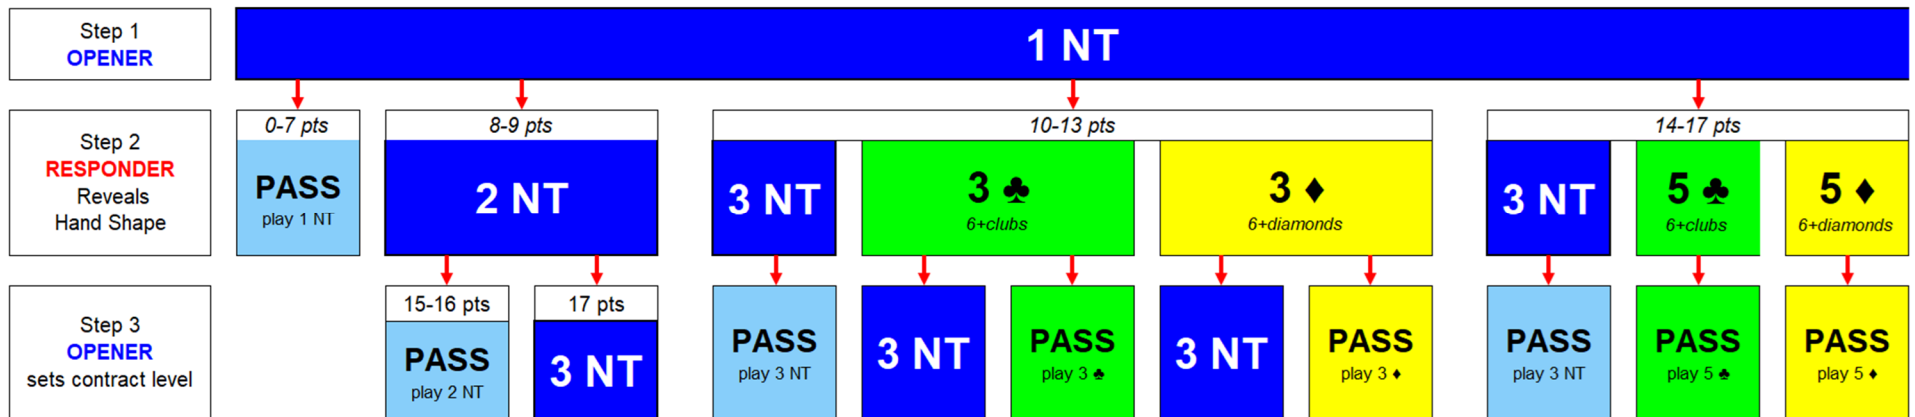 Step 1
OPENER
1 NT
Step 2
RESPONDER
Reveals
Hand Shape
0-7 pts
PASS
play 1 NT
8-9 pts
2 NT
10-13 pts
3 NT
3 ♣
6+clubs
3 ♦
6+diamonds
14-17 pts
3 NT
5 ♣
6+clubs
5 ♦
6+diamonds
Step 3
OPENER
sets contract level
15-16 pts
PASS
play 2 NT
17 pts
3 NT
PASS
play 3 NT
3 NT
PASS
play 3 ♣
3 NT
PASS
play 3 ♦
PASS
play 3 NT
PASS
play 5 ♣
PASS
play 5 ♦